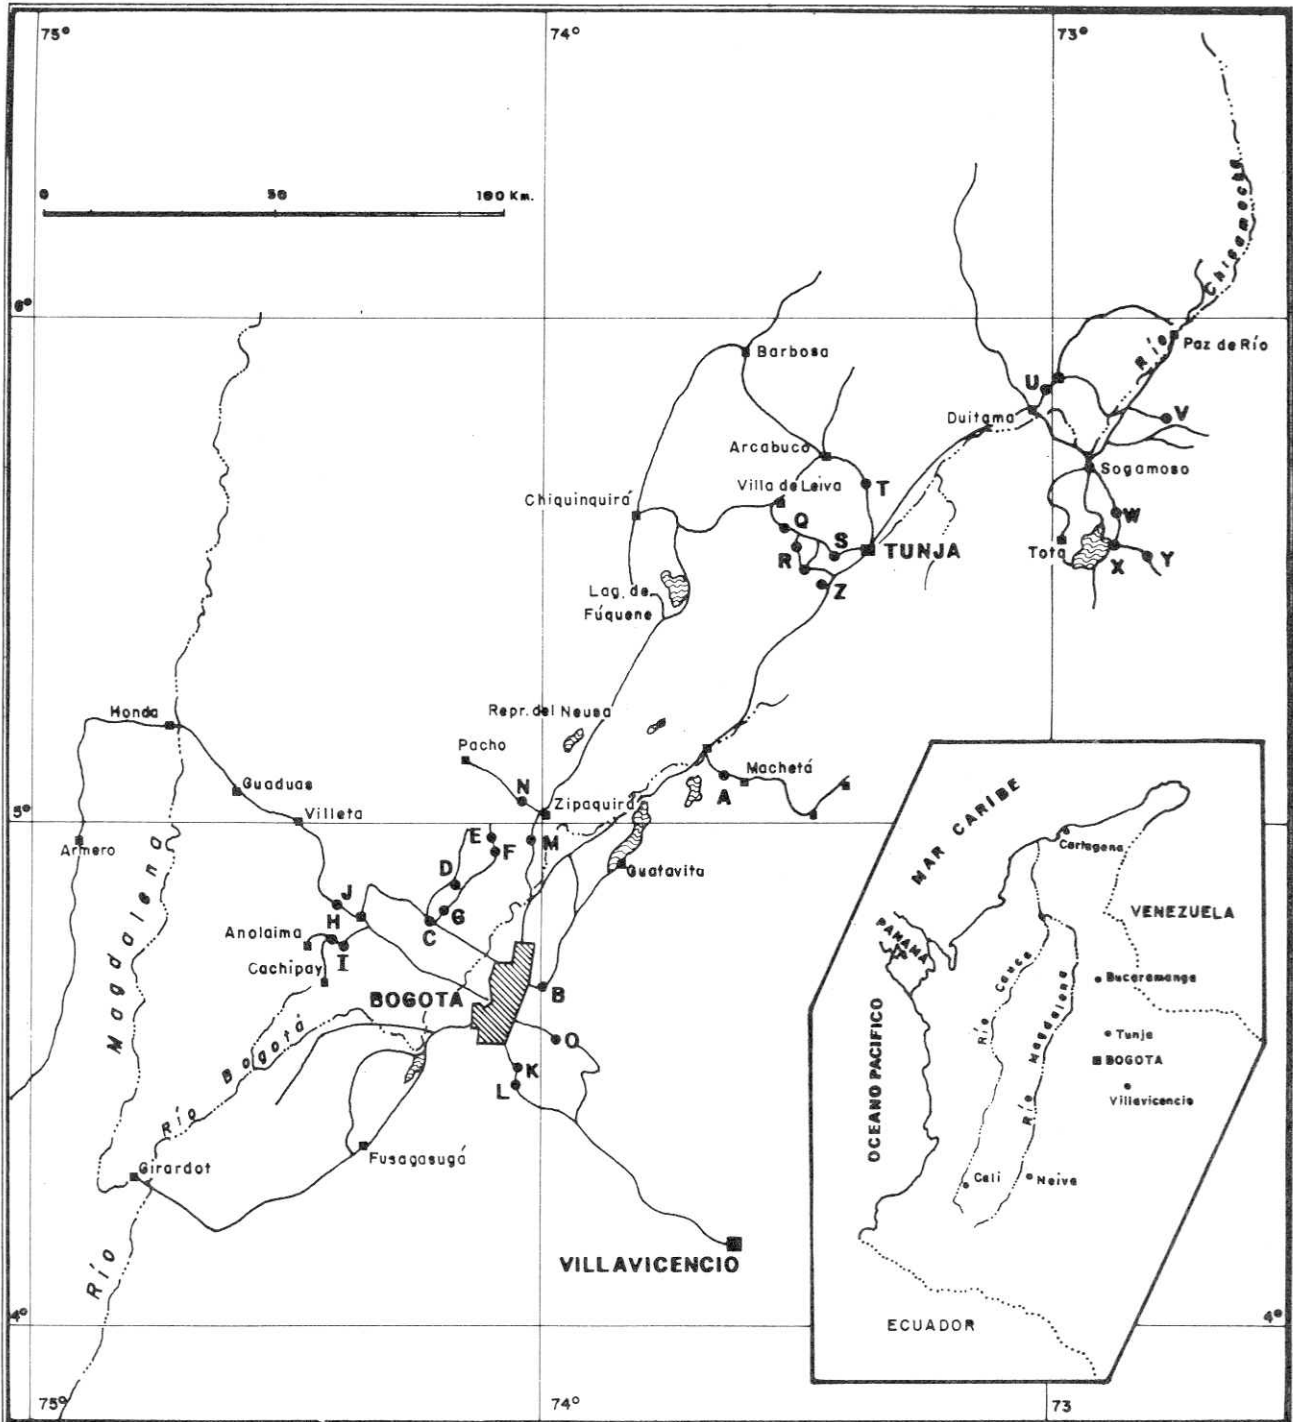 75°
74°
73°
0
50
100 Km.
Chicamocha
6°
Río
Barbosa
Paz de Río
U
V
Duitama
Arcabuco
Sogamoso
Villa de Leiva
T
Chiquinquirá
Q
W
S
TUNJA
Tota
X
Y
R
Z
Lag. de
Fúquene
Honda
Repr. del Neusa
Pacho
Machetá
A
Guaduas
N
Zipaquirá
Villeta
5°
E
M
Armero
F
D
Guatavita
J
G
H
C
Anolaima
I
Cachipay
BOGOTA
B
Magdalena
O
Río Bogotá
K
L
Fusagasugá
Girardot
Río
VILLAVICENCIO
4°
4°
75°
74°
73
MAR CARIBE
Cartagena
VENEZUELA
PANAMÁ
Río Cauca
Bucaramanga
Río Magdalena
Tunja
BOGOTA
OCEANO PACIFICO
Villavicencio
Cali
Neiva
ECUADOR